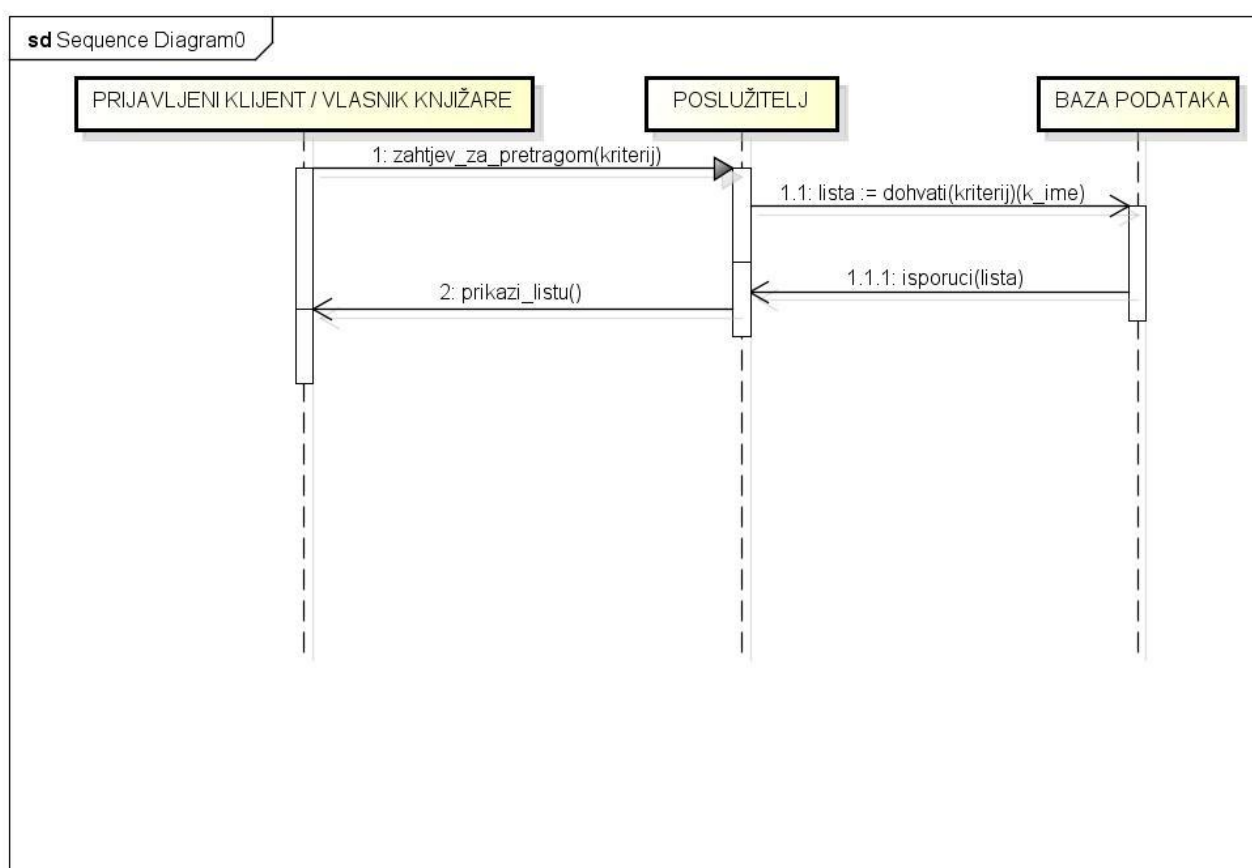 sd Sequence Diagram0
PRIJAVLJENI KLIJENT / VLASNIK KNJIŽARE
POSLUŽITELJ
BAZA PODATAKA
1: zahtjev_za_pretragom(kriterij)
1.1: lista := dohvati(kriterij)(k_ime)
1.1.1: isporuci(lista)
2: prikazi_listu()